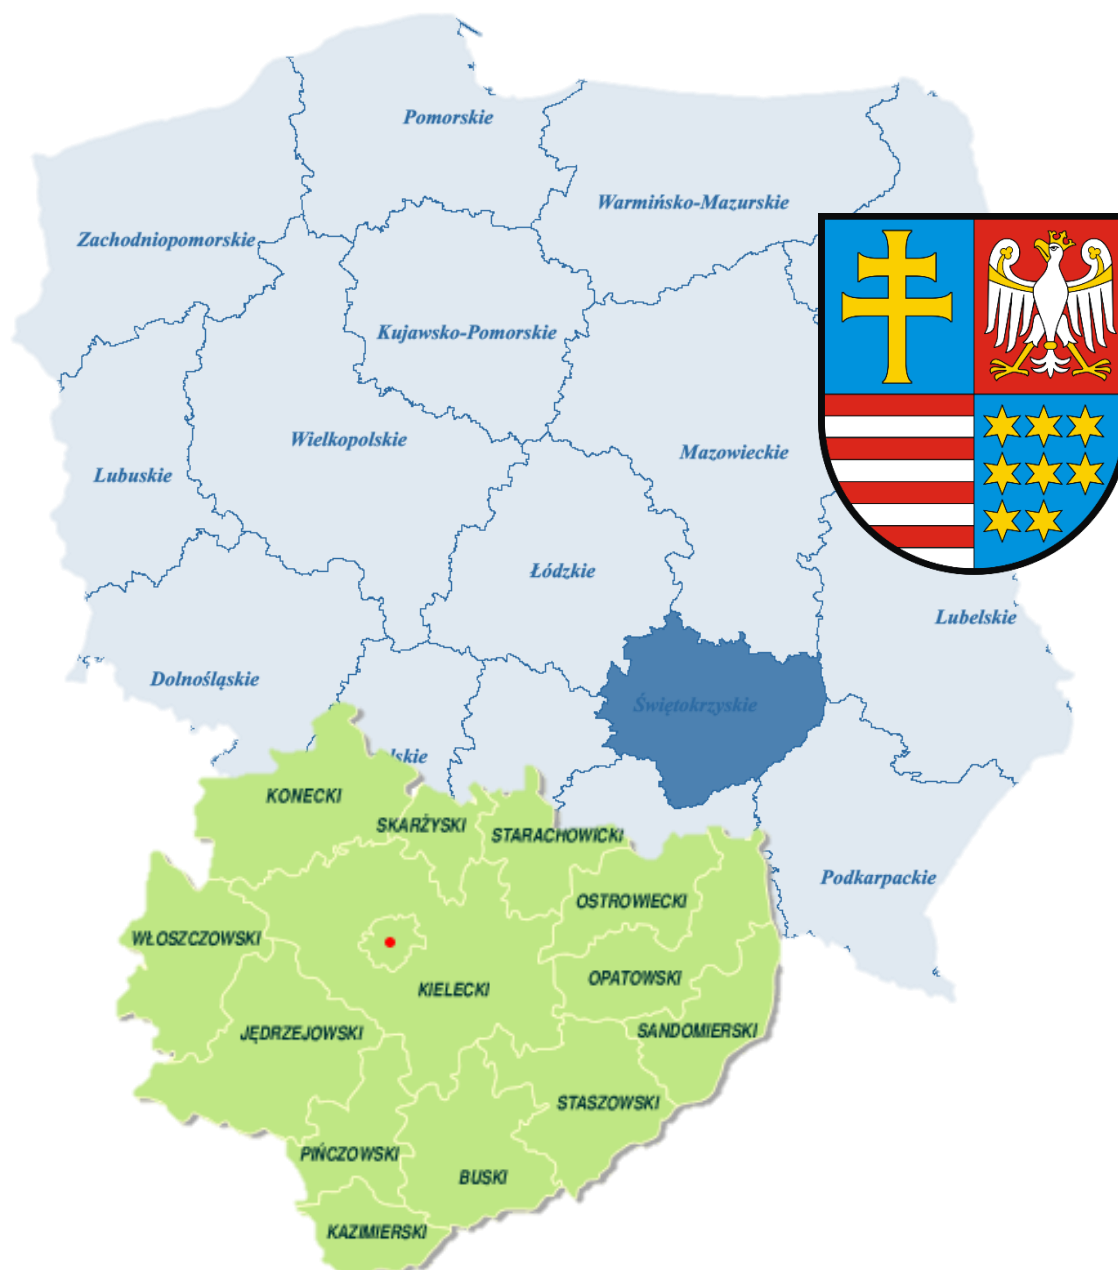 Pomorskie
Warmińsko-Mazurskie
Zachodniopomorskie
Kujawsko-Pomorskie
Wielkopolskie
Mazowieckie
Lubuskie
Łódzkie
Lubelskie
Dolnośląskie
Świętokrzyskie
lskie
KONECKI
SKARŻYSKI
STARACHOWICKI
Podkarpackie
OSTROWIECKI
WŁOSZCZOWSKI
OPATOWSKI
KIELECKI
JĘDRZEJOWSKI
SANDOMIERSKI
STASZOWSKI
PIŃCZOWSKI
BUSKI
KAZIMIERSKI